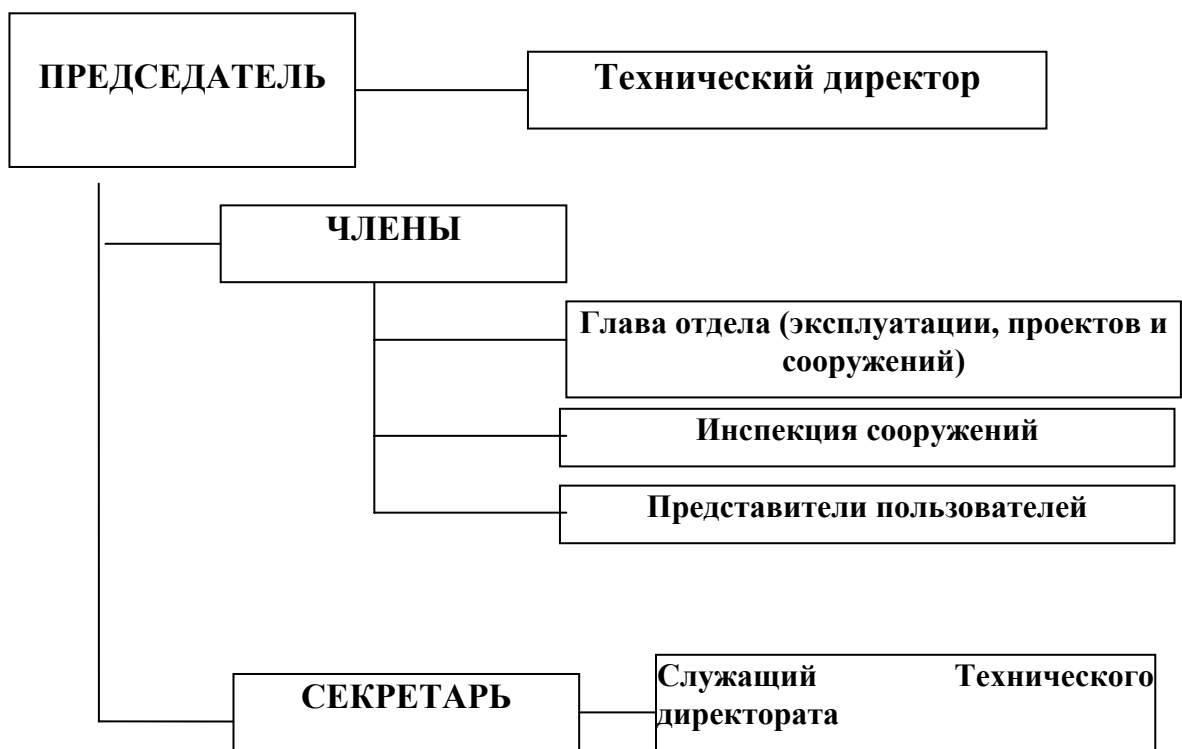 ПРЕДСЕДАТЕЛЬ
Технический директор
ЧЛЕНЫ
Глава отдела (эксплуатации, проектов и
сооружений)
Инспекция сооружений
Представители пользователей
СЕКРЕТАРЬ
Служащий Технического
директората